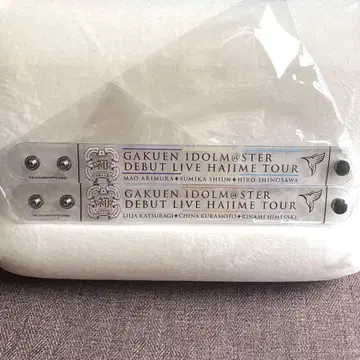 GAKUEN IDOLM@STER
DEBUT LIVE HAJIME TOUR
MAO ARIMURA ✦ SUMIKA SHIUN ✦ HIRO SHINOSAWA
GAKUEN IDOLM@STER
DEBUT LIVE HAJIME TOUR
LILJA KATSURAGI ✦ CHINA KURAMOTO ✦ RINAMI HIMESAKI